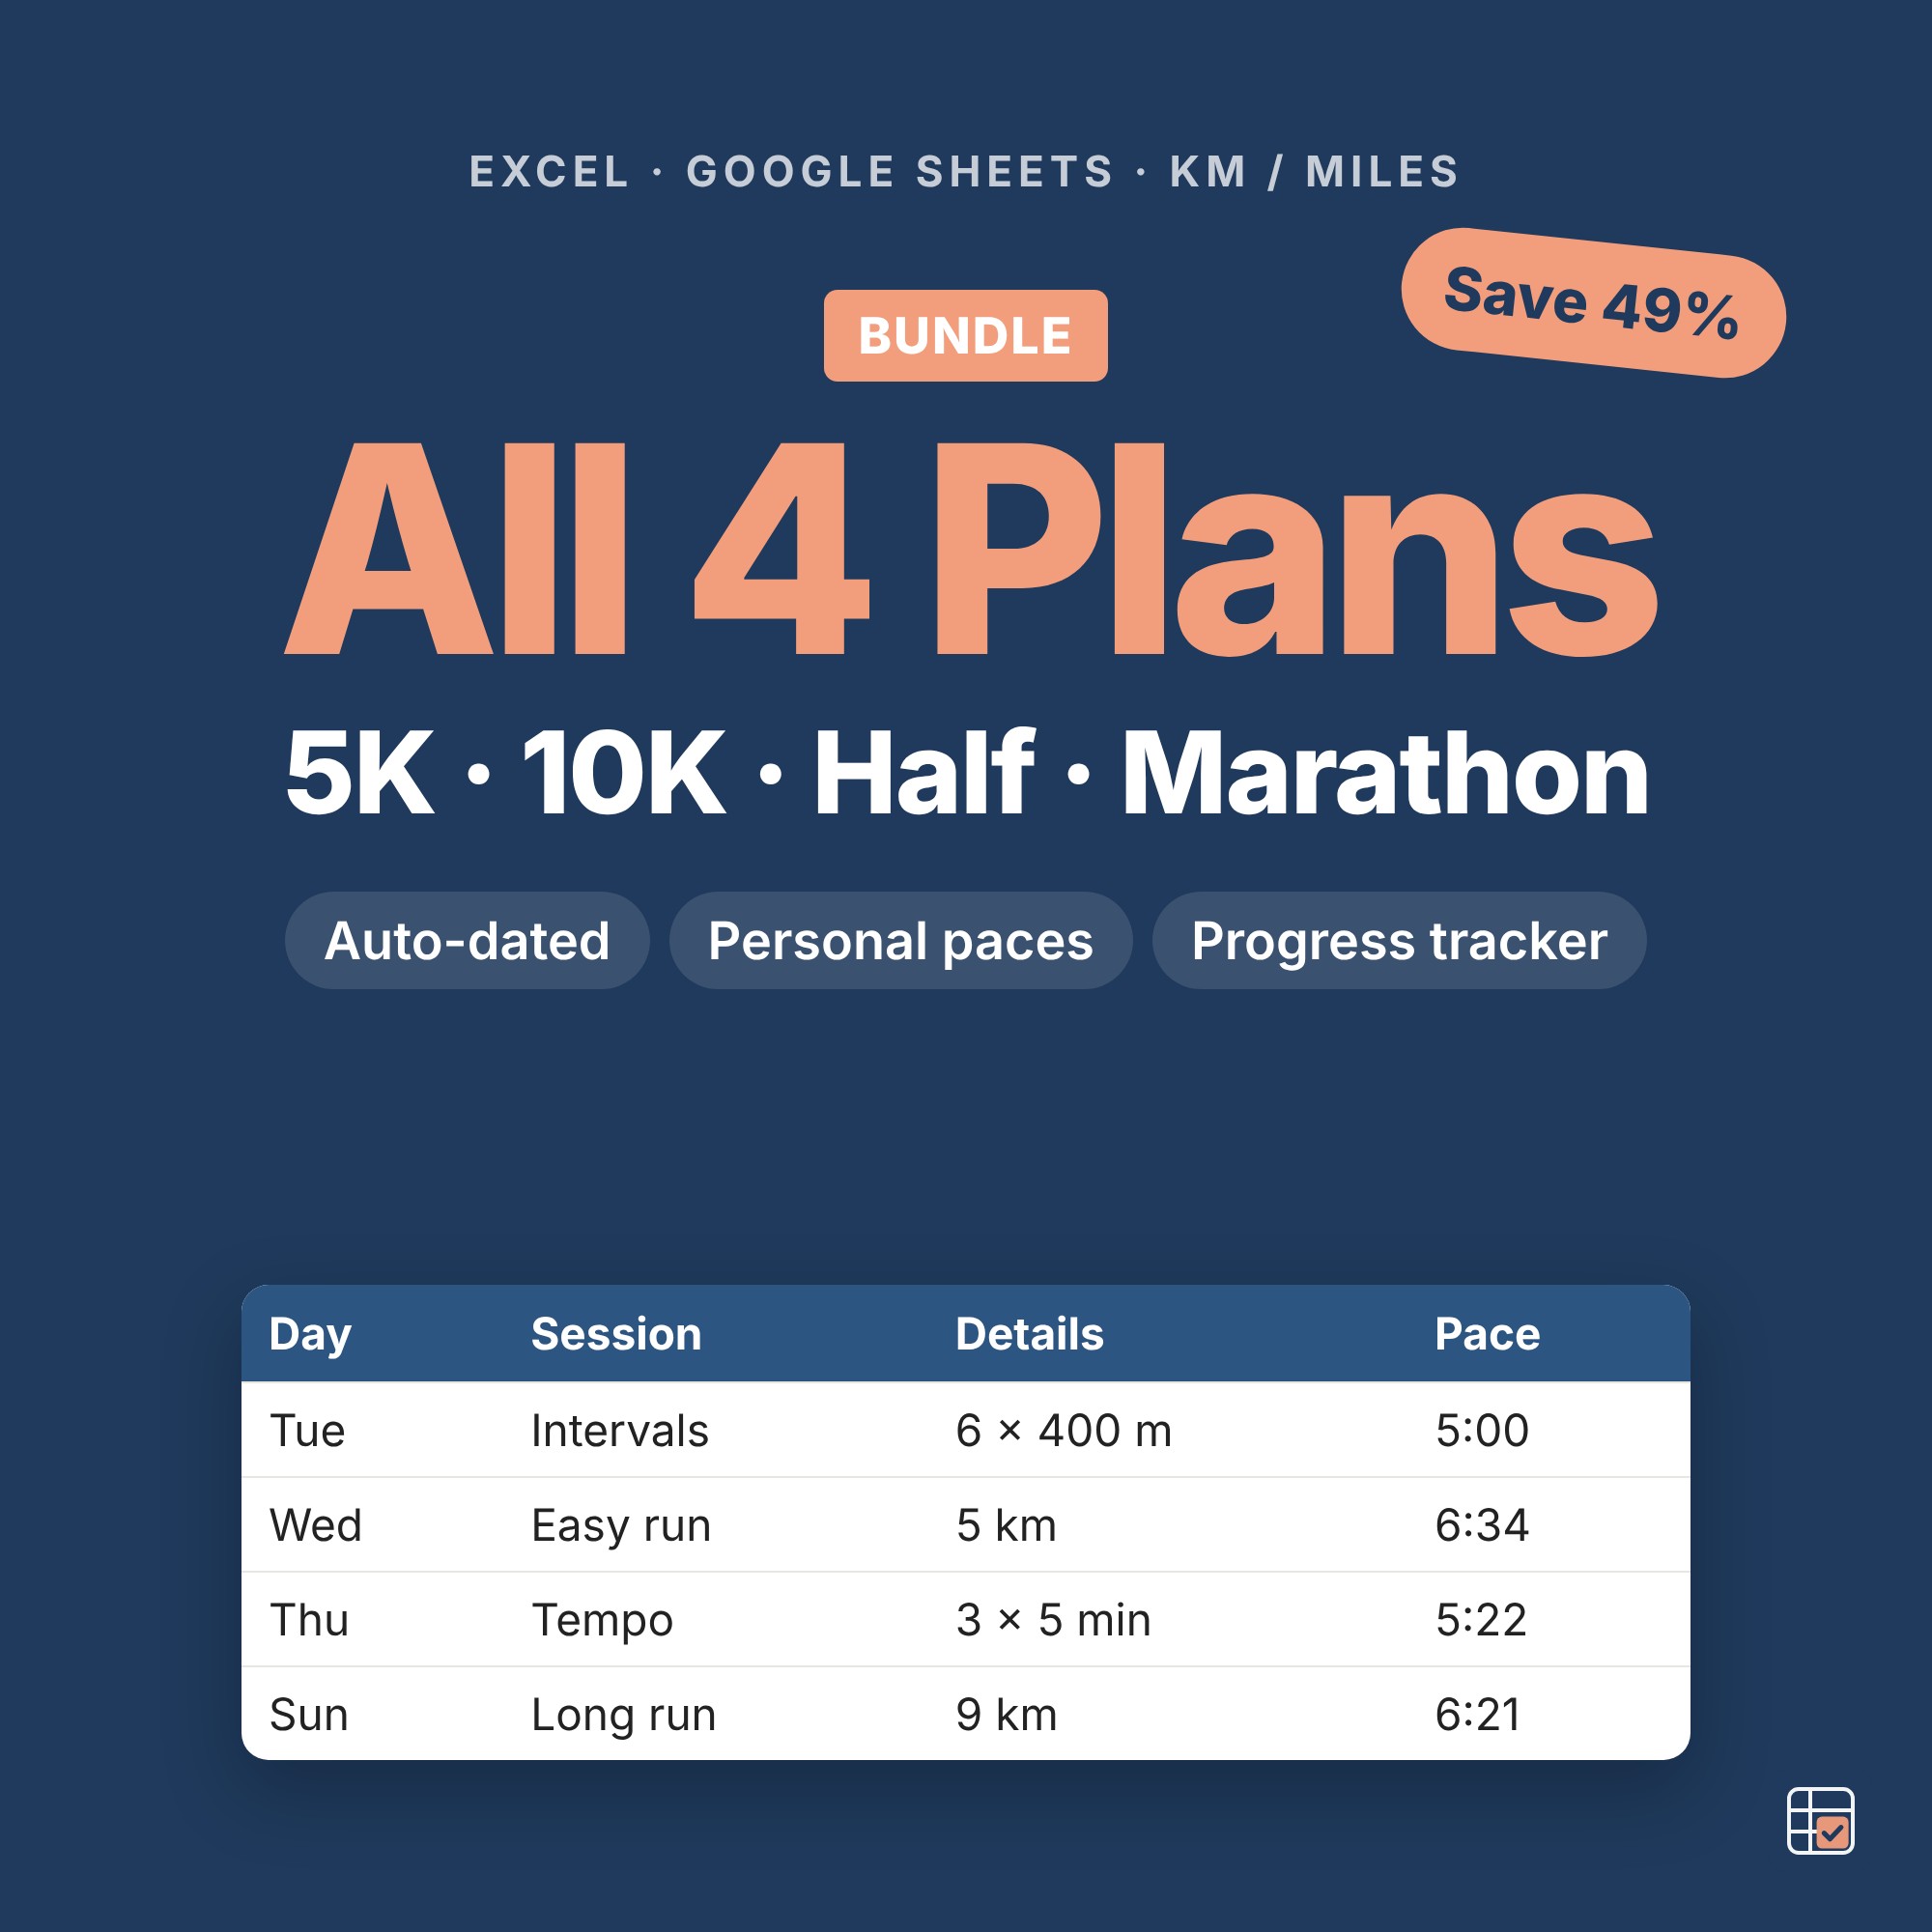 EXCEL · GOOGLE SHEETS · KM / MILES
Save 49%
BUNDLE
All 4 Plans
5K · 10K · Half · Marathon
Auto-dated Personal paces Progress tracker
Day Session Details Pace
Tue Intervals 6 × 400 m 5:00
Wed Easy run 5 km 6:34
Thu Tempo 3 × 5 min 5:22
Sun Long run 9 km 6:21